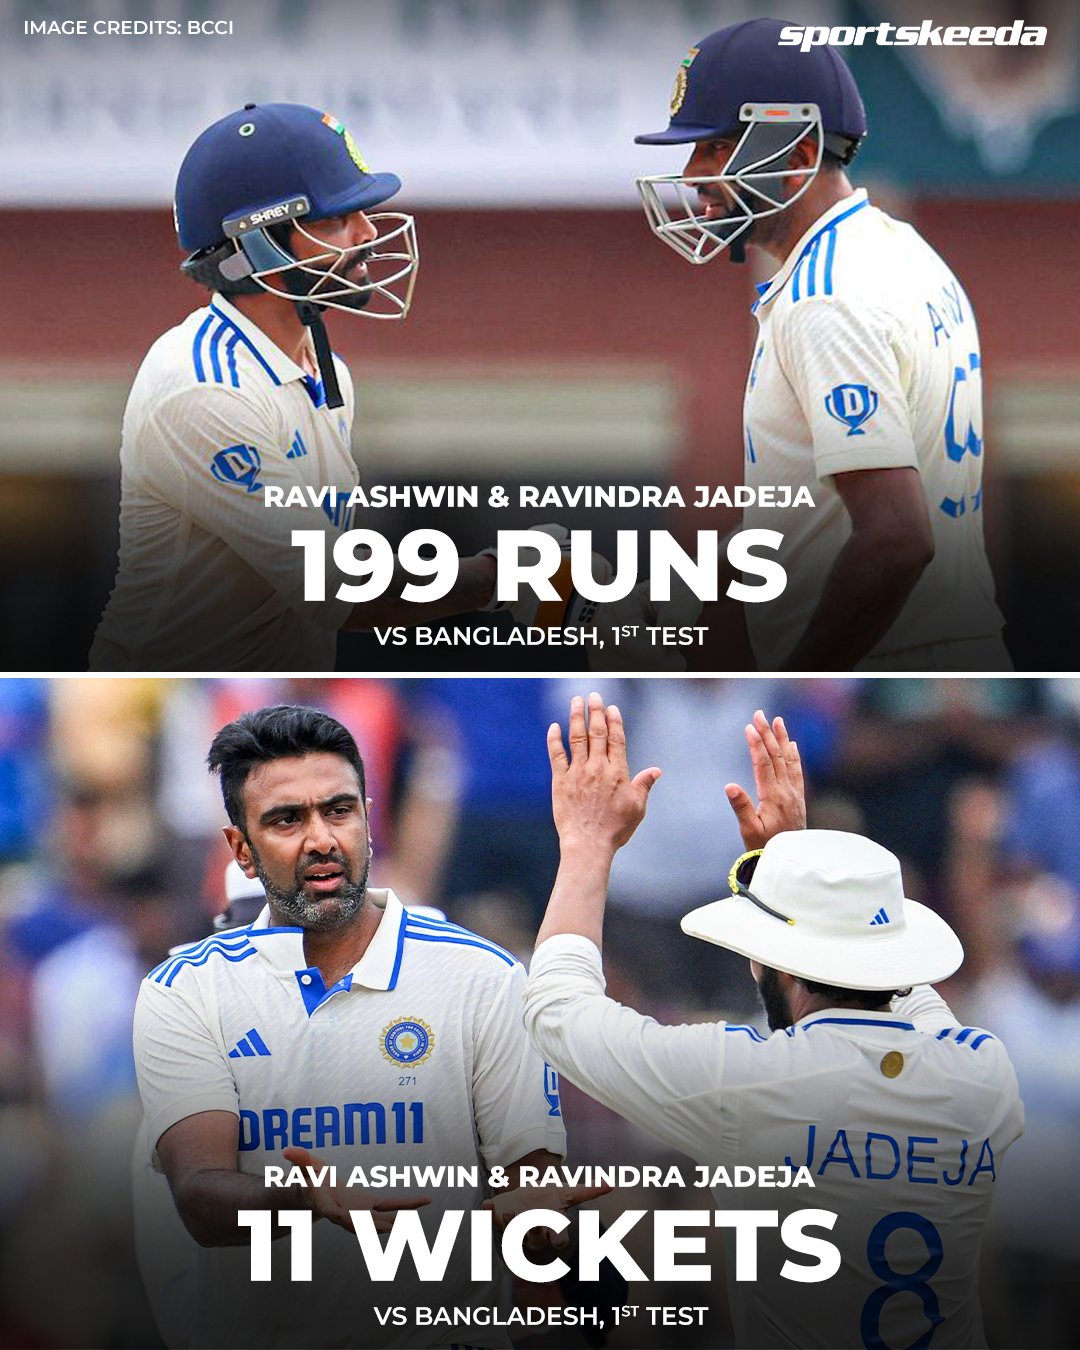 IMAGE CREDITS: BCCI
sportskeeda
SHREY
D
D
RAVI ASHWIN & RAVINDRA JADEJA
199 RUNS
VS BANGLADESH, 1ST TEST
271
DREAM11
JADEJA
8
RAVI ASHWIN & RAVINDRA JADEJA
11 WICKETS
VS BANGLADESH, 1ST TEST